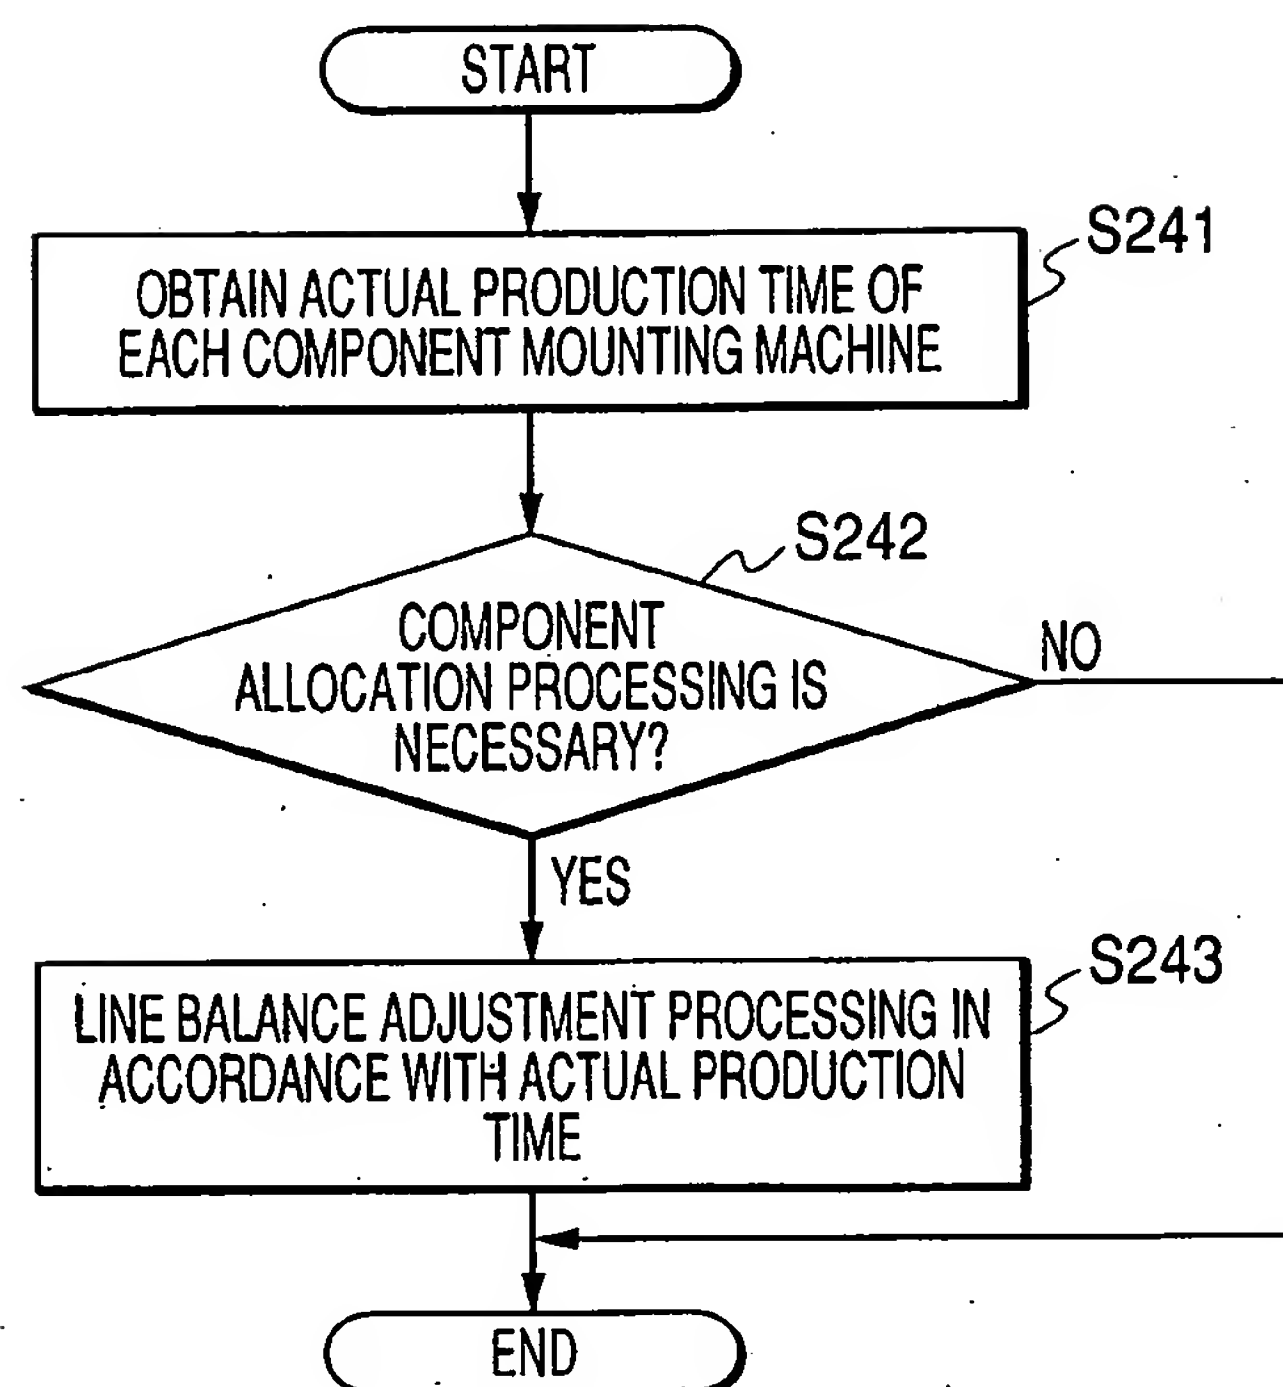 START
S241
OBTAIN ACTUAL PRODUCTION TIME OF
EACH COMPONENT MOUNTING MACHINE
S242
COMPONENT
ALLOCATION PROCESSING IS
NECESSARY?
NO
YES
S243
LINE BALANCE ADJUSTMENT PROCESSING IN
ACCORDANCE WITH ACTUAL PRODUCTION
TIME
END